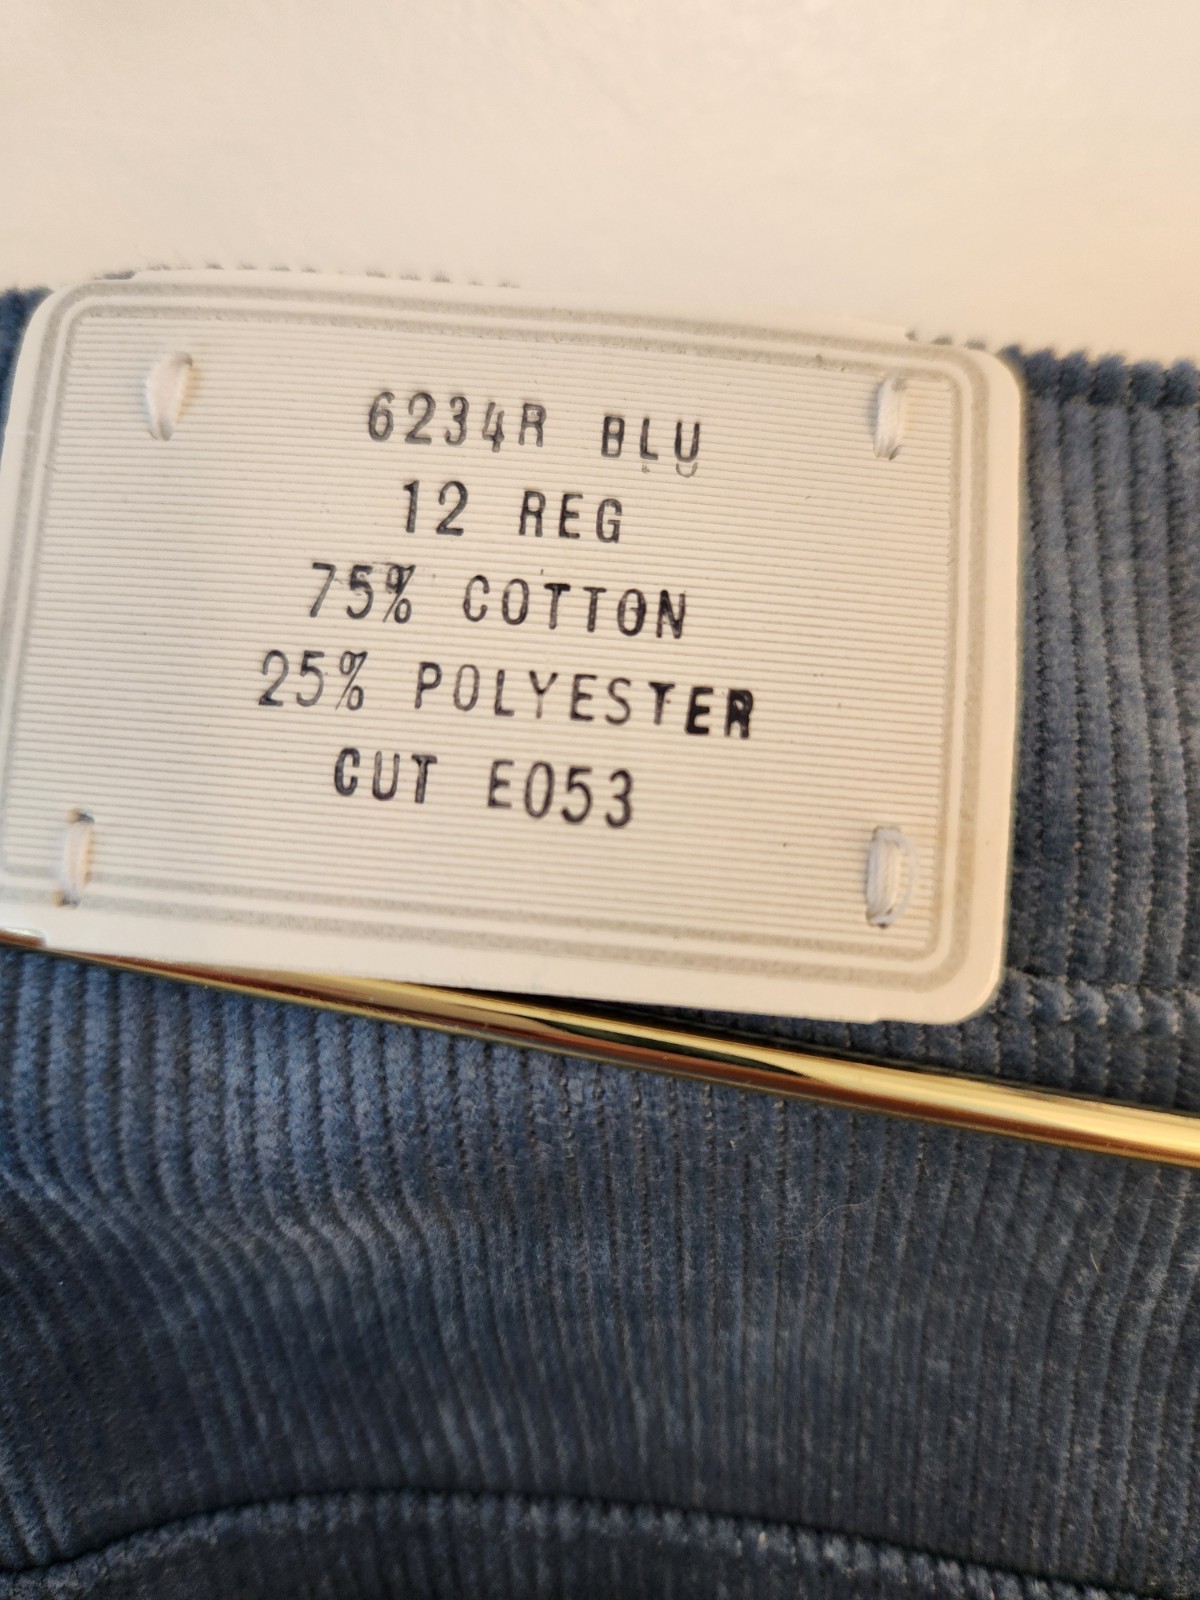 6234R BLU
12 REG
75% COTTON
25% POLYESTER
CUT E053